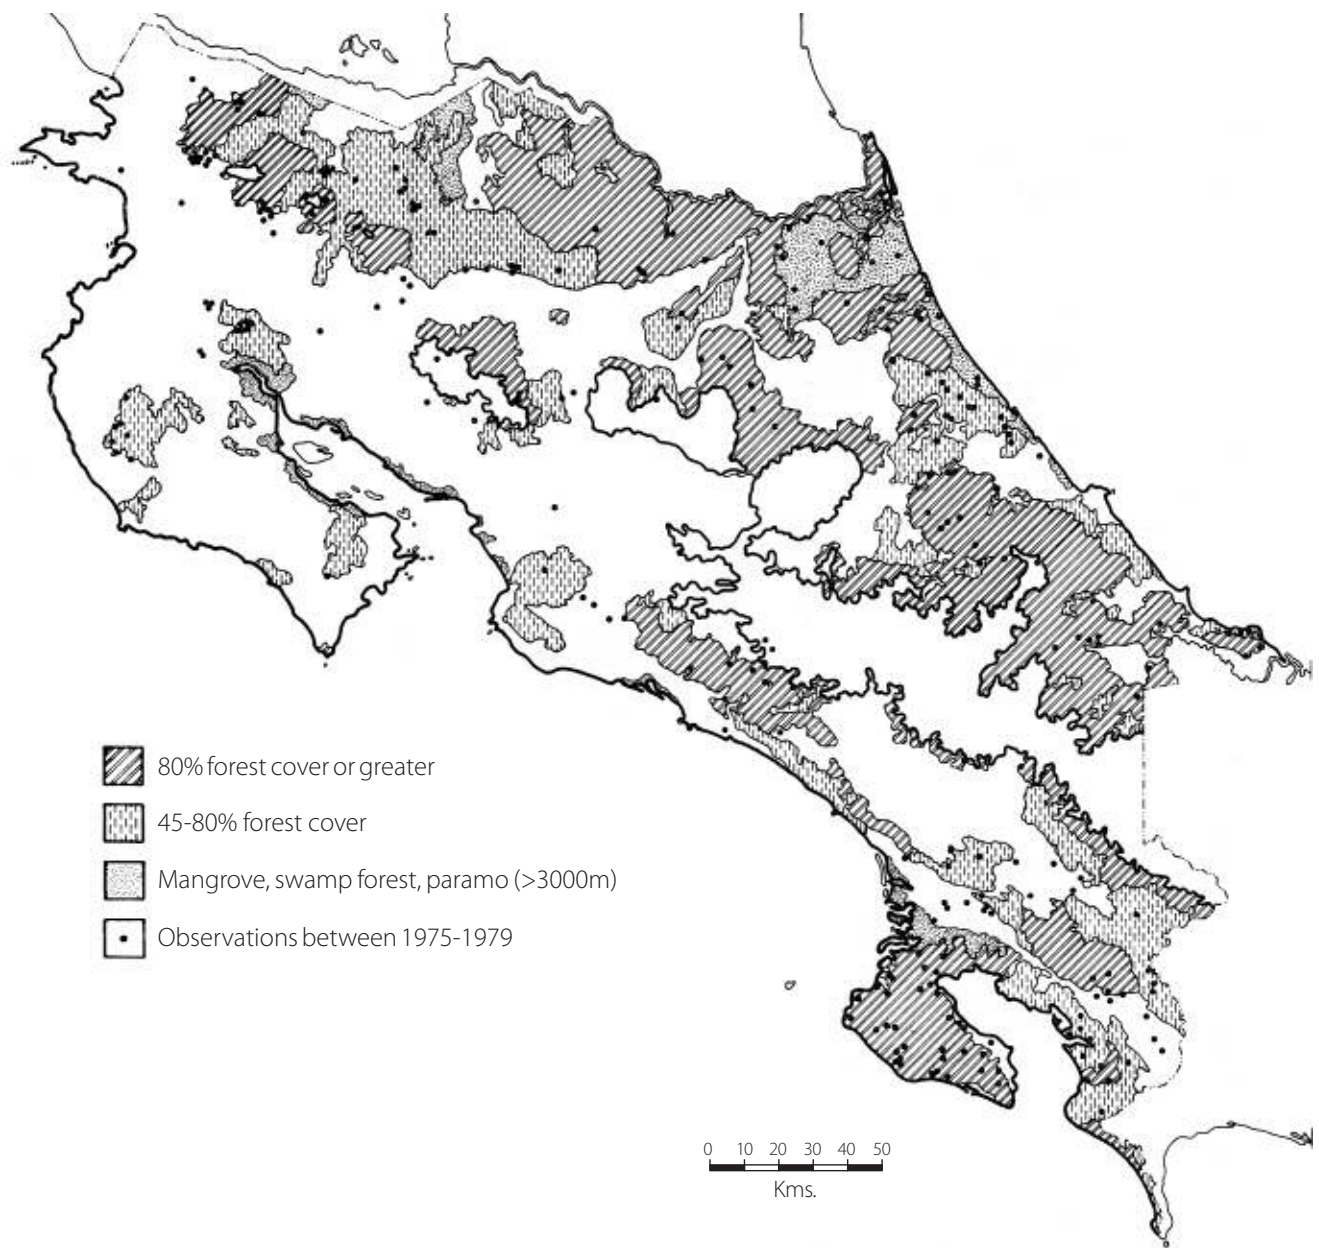 80% forest cover or greater
45-80% forest cover
Mangrove, swamp forest, paramo (>3000m)
Observations between 1975-1979
0 10 20 30 40 50
Kms.